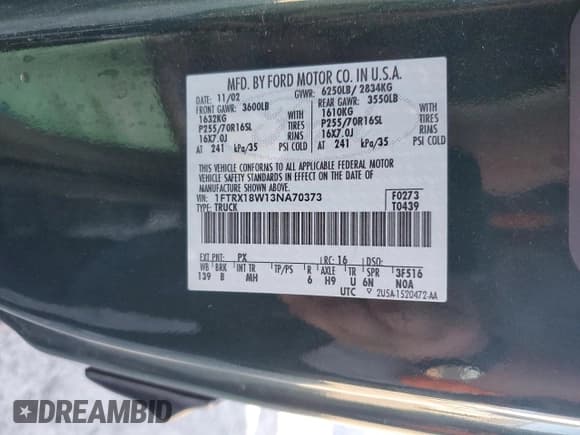 MFD. BY FORD MOTOR CO. IN U.S.A.
DATE: 11/02 GVWR: 6250LB/ 2834KG
FRONT GAWR: 3600LB REAR GAWR: 3550LB
1632KG WITH 1610KG WITH
P255/70R16SL TIRES P255/70R16SL TIRES
16X7.0J RIMS 16X7.0J RIMS
AT 241 kPa/35 PSI COLD AT 241 kPa/35 PSI COLD
THIS VEHICLE CONFORMS TO ALL APPLICABLE FEDERAL MOTOR
VEHICLE SAFETY STANDARDS IN EFFECT ON THE DATE OF
MANUFACTURE SHOWN ABOVE.
VIN: 1FTRX18W13NA70373 F0273
TYPE: TRUCK T0439
EXT PNT: PX RC: 16 DSO:
WB BRK INT TR TP/PS R AXLE TR SPR 3F516
139 B MH 6 H9 U 6N N0A
UTC 2U5A-1520472-AA
DREAMBID